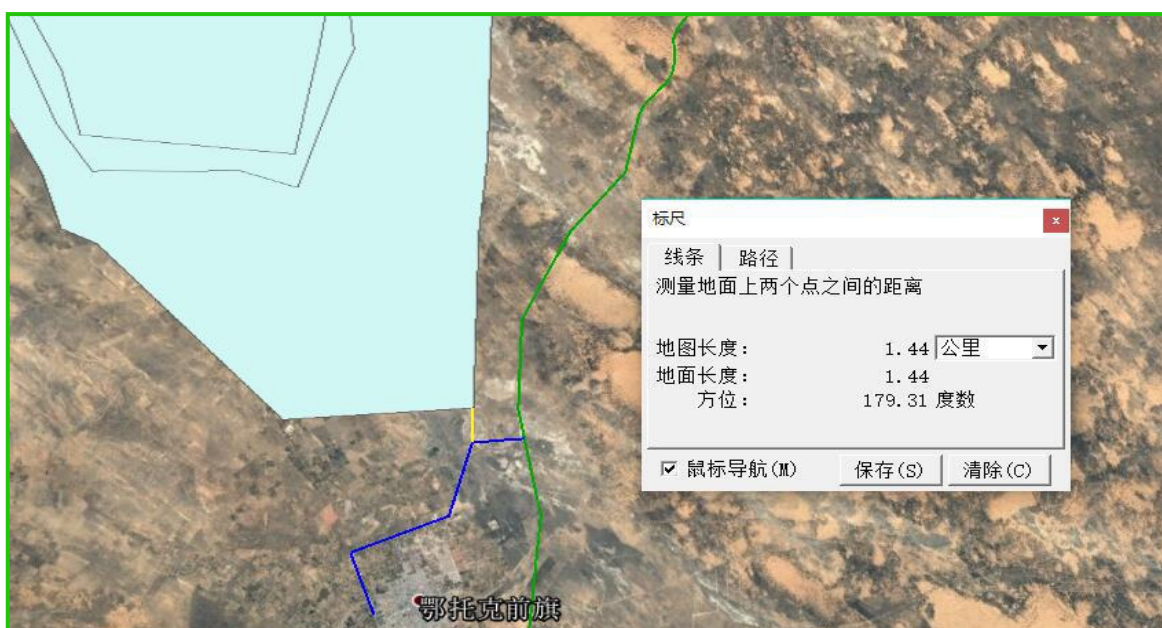 标尺
x
线条 路径
测量地面上两个点之间的距离
地图长度： 1.44 公里
地面长度： 1.44
方位： 179.31 度数
鼠标导航(M) 保存(S) 清除(C)
鄂托克前旗